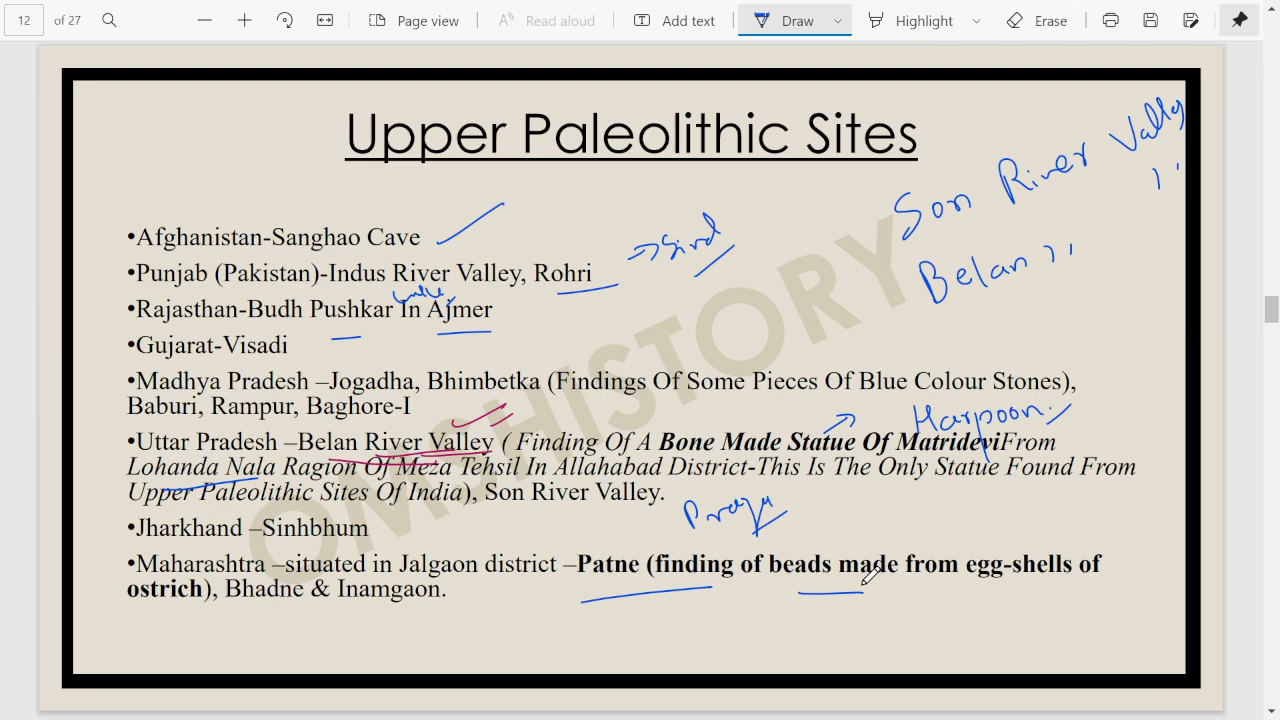 12 of 27 Page view Read aloud Add text Draw Highlight Erase
Upper Paleolithic Sites
Son River Vally
Belan ''
•Afghanistan-Sanghao Cave
→Sind
•Punjab (Pakistan)-Indus River Valley, Rohri
•Rajasthan-Budh Pushkar In Ajmer
•Gujarat-Visadi
•Madhya Pradesh –Jogadha, Bhimbetka (Findings Of Some Pieces Of Blue Colour Stones),
Baburi, Rampur, Baghore-I
Harpoon
•Uttar Pradesh –Belan River Valley ( Finding Of A Bone Made Statue Of MatrideviFrom
Lohanda Nala Ragion Of Meza Tehsil In Allahabad District-This Is The Only Statue Found From
Upper Paleolithic Sites Of India), Son River Valley.
•Jharkhand –Sinhbhum
•Maharashtra –situated in Jalgaon district –Patne (finding of beads made from egg-shells of
ostrich), Bhadne & Inamgaon.
OMSHISTORY